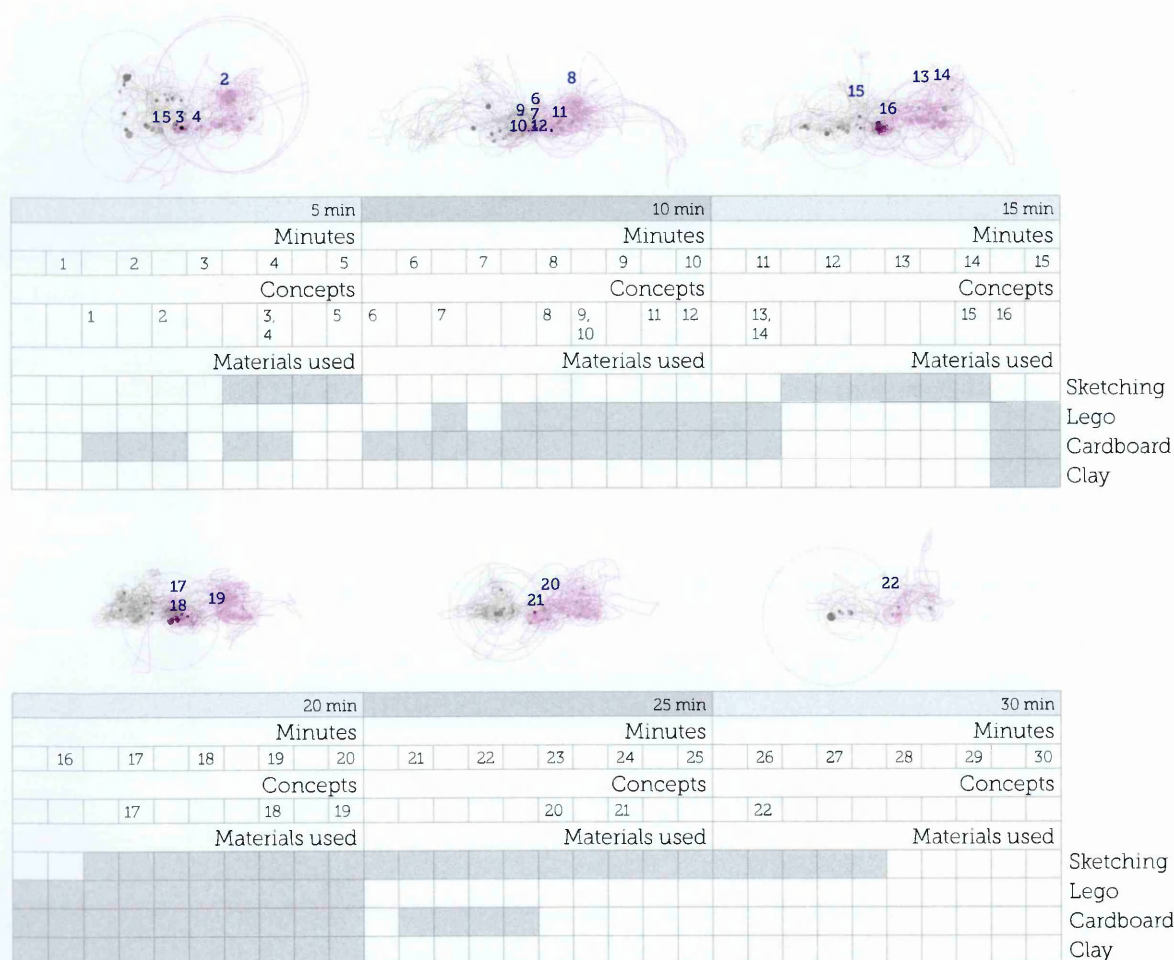 2
15 3 4
8
6
9 11
7
10 12
13 14
15
16
5 min 10 min 15 min
Minutes Minutes Minutes
1 2 3 4 5 6 7 8 9 10 11 12 13 14 15
Concepts Concepts Concepts
1 2 3, 5 6 7 8 9, 11 12 13, 15 16
4 10 14
Materials used Materials used Materials used
Sketching
Lego
Cardboard
Clay
17
18 19
20
21
22
20 min 25 min 30 min
Minutes Minutes Minutes
16 17 18 19 20 21 22 23 24 25 26 27 28 29 30
Concepts Concepts Concepts
17 18 19 20 21 22
Materials used Materials used Materials used
Sketching
Lego
Cardboard
Clay